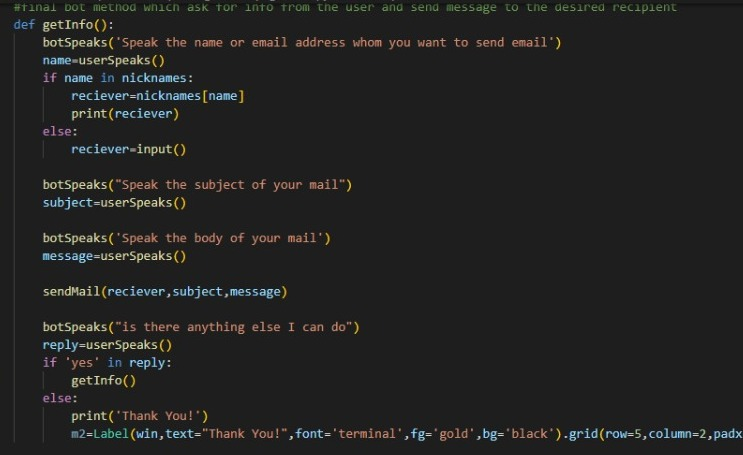 #final bot method which ask for info from the user and send message to the desired recipient
def getInfo():
    botSpeaks('Speak the name or email address whom you want to send email')
    name=userSpeaks()
    if name in nicknames:
        reciever=nicknames[name]
        print(reciever)
    else:
        reciever=input()
    botSpeaks("Speak the subject of your mail")
    subject=userSpeaks()
    botSpeaks('Speak the body of your mail')
    message=userSpeaks()
    sendMail(reciever,subject,message)
    botSpeaks("is there anything else I can do")
    reply=userSpeaks()
    if 'yes' in reply:
        getInfo()
    else:
        print('Thank You!')
        m2=Label(win,text="Thank You!",font='terminal',fg='gold',bg='black').grid(row=5,column=2,padx